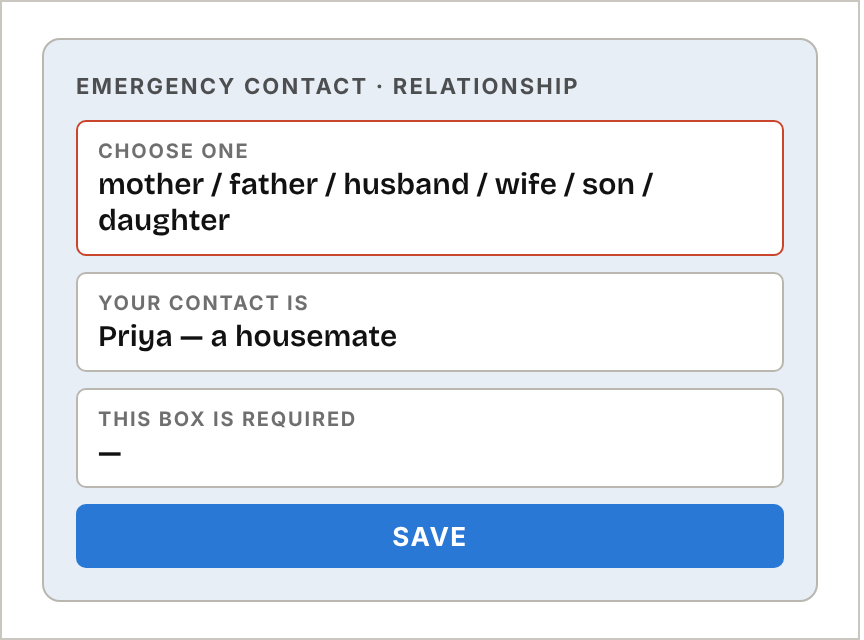 EMERGENCY CONTACT · RELATIONSHIP
CHOOSE ONE
mother / father / husband / wife / son /
daughter
YOUR CONTACT IS
Priya — a housemate
THIS BOX IS REQUIRED
—
SAVE